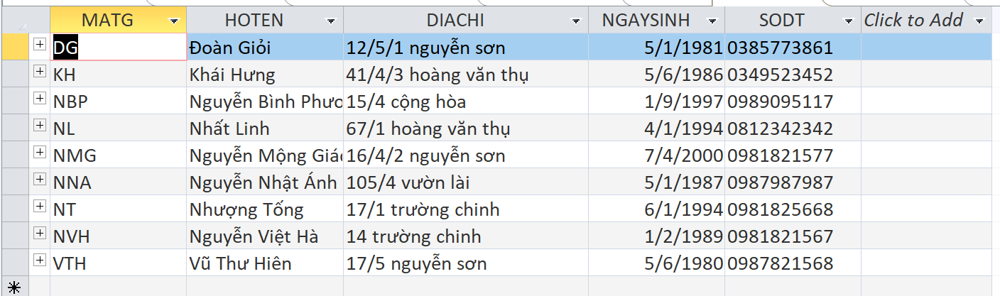 MATG HOTEN DIACHI NGAYSINH SODT Click to Add
DG Đoàn Giỏi 12/5/1 nguyễn sơn 5/1/1981 0385773861
KH Khái Hưng 41/4/3 hoàng văn thụ 5/6/1986 0349523452
NBP Nguyễn Bình 15/4 cộng hòa 1/9/1997 0989095117
NL Nhất Linh 67/1 hoàng văn thụ 4/1/1994 0812342342
NMG Nguyễn Mộng 16/4/2 nguyễn sơn 7/4/2000 0981821577
NNA Nguyễn Nhật Ánh 105/4 vườn lài 5/1/1987 0987987987
NT Nhượng Tống 17/1 trường chinh 6/1/1994 0981825668
NVH Nguyễn Việt Hà 14 trường chinh 1/2/1989 0981821567
VTH Vũ Thư Hiên 17/5 nguyễn sơn 5/6/1980 0987821568